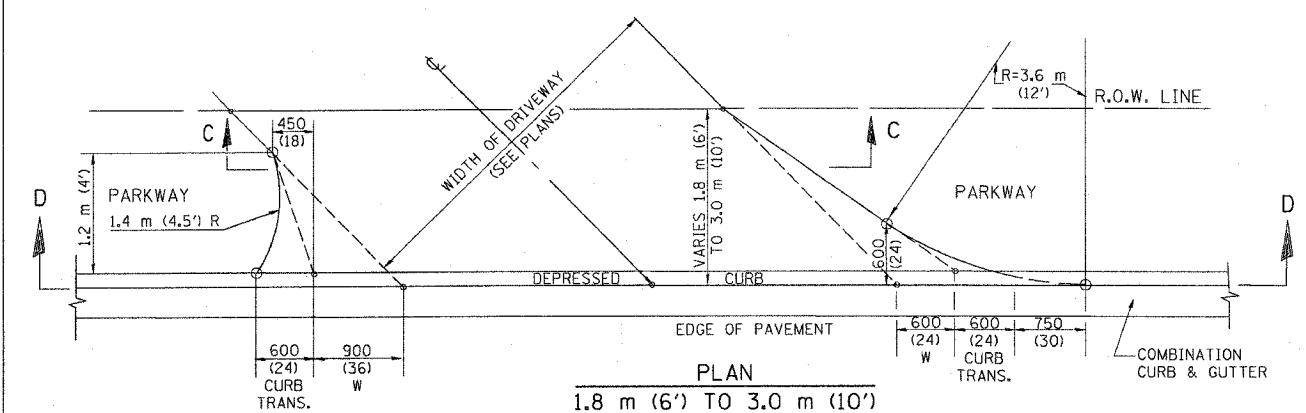 R=3.6 m
(12')
R.O.W. LINE
℄
WIDTH OF DRIVEWAY
(SEE PLANS)
450
(18)
C
C
1.2 m (4')
PARKWAY
1.4 m (4.5') R
VARIES 1.8 m (6')
TO 3.0 m (10')
PARKWAY
600
(24)
D
D
DEPRESSED CURB
EDGE OF PAVEMENT
600
(24)
CURB
TRANS.
900
(36)
W
600
(24)
W
600
(24)
CURB
TRANS.
750
(30)
COMBINATION
CURB & GUTTER
PLAN
1.8 m (6') TO 3.0 m (10')